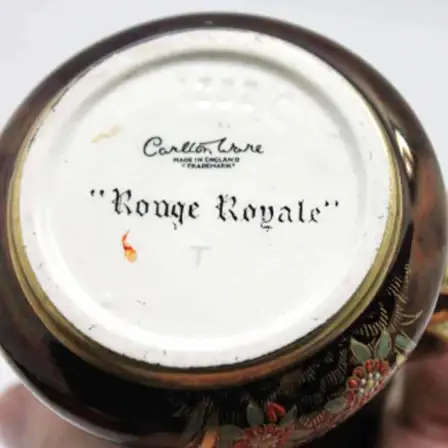 Carlton Ware
MADE IN ENGLAND
"TRADEMARK"
"Rouge Royale"
T